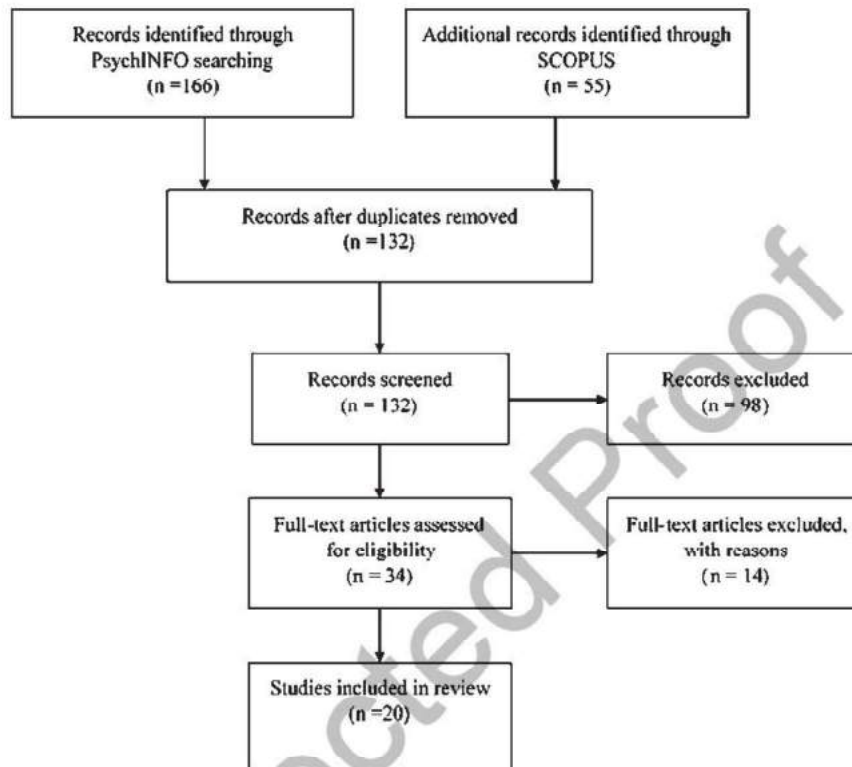 Records identified through
PsychINFO searching
(n =166)
Additional records identified through
SCOPUS
(n = 55)
Records after duplicates removed
(n =132)
Records screened
(n = 132)
Records excluded
(n = 98)
Full-text articles assessed
for eligibility
(n = 34)
Full-text articles excluded,
with reasons
(n = 14)
Studies included in review
(n =20)
cted Proof